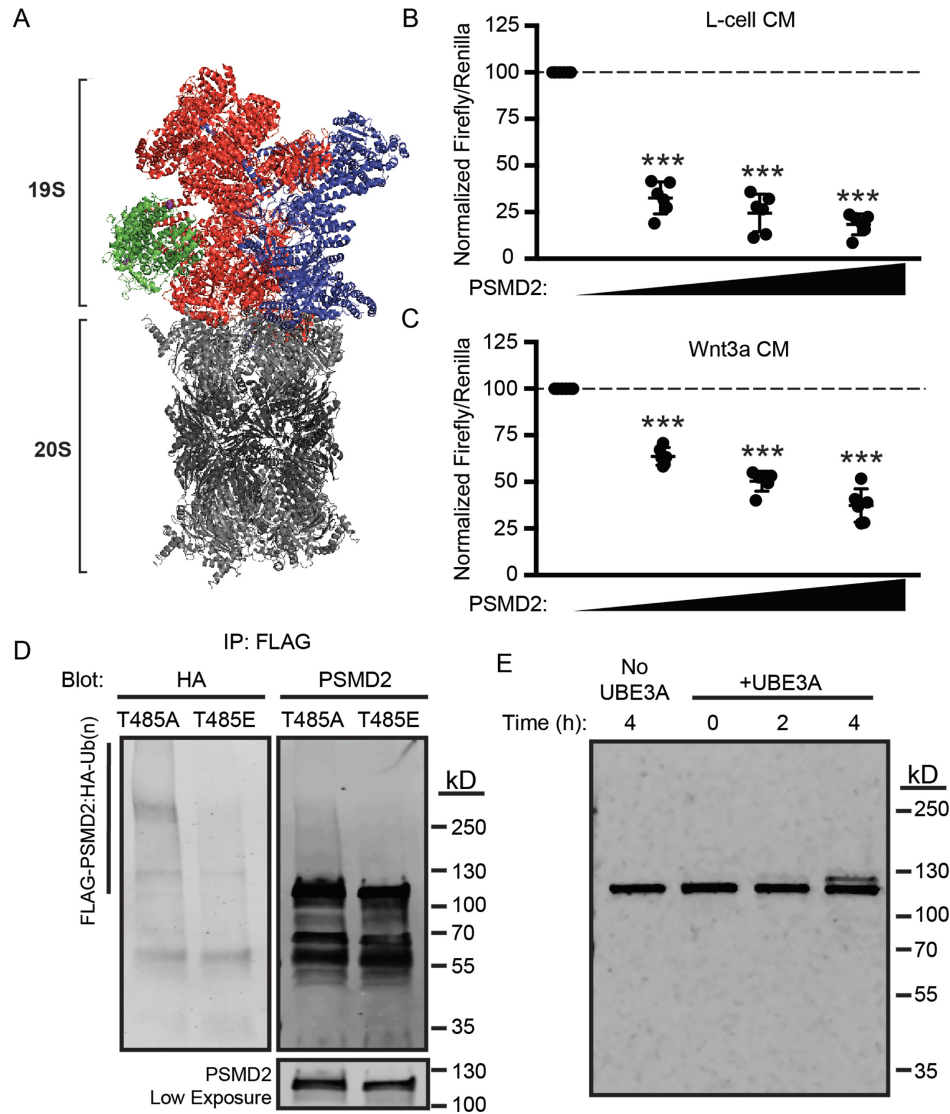 A
19S
20S
B
L-cell CM
Normalized Firefly/Renilla
125
100
75
50
25
0
***
***
***
PSMD2:
C
Wnt3a CM
Normalized Firefly/Renilla
125
100
75
50
25
0
***
***
***
PSMD2:
D
IP: FLAG
Blot: HA PSMD2
T485A T485E T485A T485E
FLAG-PSMD2:HA-Ub(n)
kD
250
130
100
70
55
35
PSMD2
Low Exposure
130
100
E
No
UBE3A
+UBE3A
Time (h): 4 0 2 4
kD
250
130
100
70
55
35